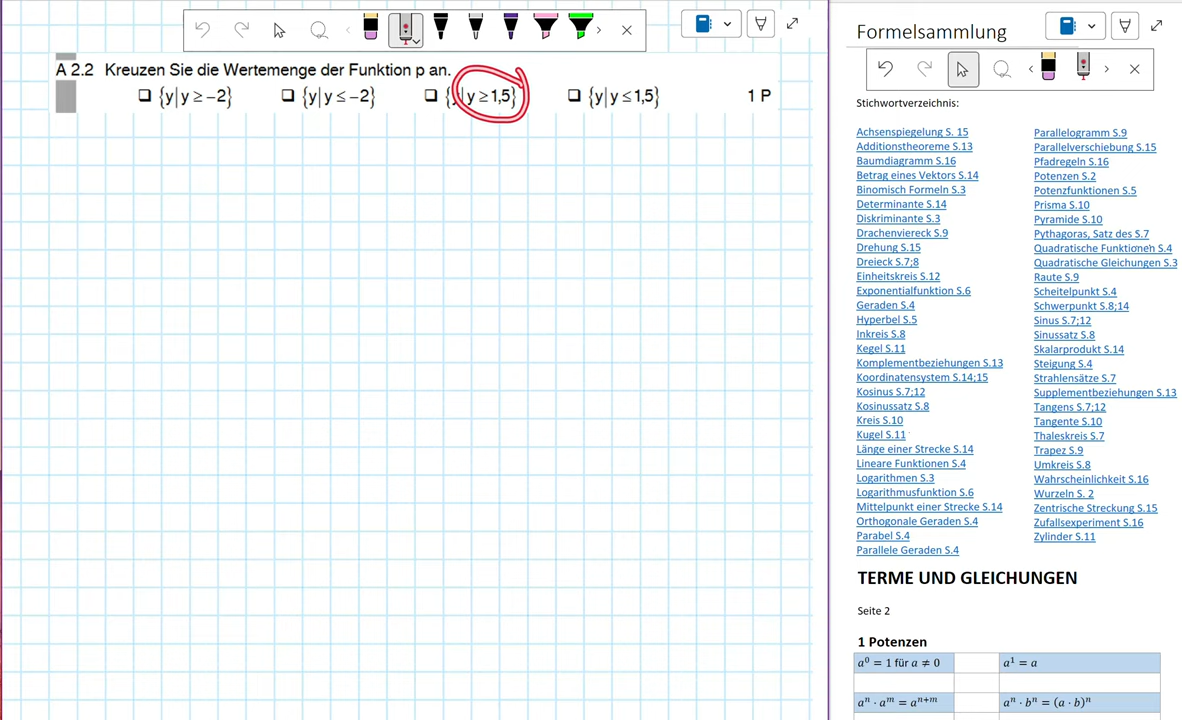 A 2.2 Kreuzen Sie die Wertemenge der Funktion p an.
❑ {y|y ≥ −2} ❑ {y|y ≤ −2} ❑ {y|y ≥ 1,5} ❑ {y|y ≤ 1,5} 1 P
Formelsammlung
Stichwortverzeichnis:
Achsenspiegelung S. 15
Additionstheoreme S.13
Baumdiagramm S.16
Betrag eines Vektors S.14
Binomisch Formeln S.3
Determinante S.14
Diskriminante S.3
Drachenviereck S.9
Drehung S.15
Dreieck S.7;8
Einheitskreis S.12
Exponentialfunktion S.6
Geraden S.4
Hyperbel S.5
Inkreis S.8
Kegel S.11
Komplementbeziehungen S.13
Koordinatensystem S.14;15
Kosinus S.7;12
Kosinussatz S.8
Kreis S.10
Kugel S.11
Länge einer Strecke S.14
Lineare Funktionen S.4
Logarithmen S.3
Logarithmusfunktion S.6
Mittelpunkt einer Strecke S.14
Orthogonale Geraden S.4
Parabel S.4
Parallele Geraden S.4
Parallelogramm S.9
Parallelverschiebung S.15
Pfadregeln S.16
Potenzen S.2
Potenzfunktionen S.5
Prisma S.10
Pyramide S.10
Pythagoras, Satz des S.7
Quadratische Funktionen S.4
Quadratische Gleichungen S.3
Raute S.9
Scheitelpunkt S.4
Schwerpunkt S.8;14
Sinus S.7;12
Sinussatz S.8
Skalarprodukt S.14
Steigung S.4
Strahlensätze S.7
Supplementbeziehungen S.13
Tangens S.7;12
Tangente S.10
Thaleskreis S.7
Trapez S.9
Umkreis S.8
Wahrscheinlichkeit S.16
Wurzeln S. 2
Zentrische Streckung S.15
Zufallsexperiment S.16
Zylinder S.11
TERME UND GLEICHUNGEN
Seite 2
1 Potenzen
a⁰ = 1 für a ≠ 0 a¹ = a
aⁿ · aᵐ = aⁿ⁺ᵐ aⁿ · bⁿ = (a · b)ⁿ